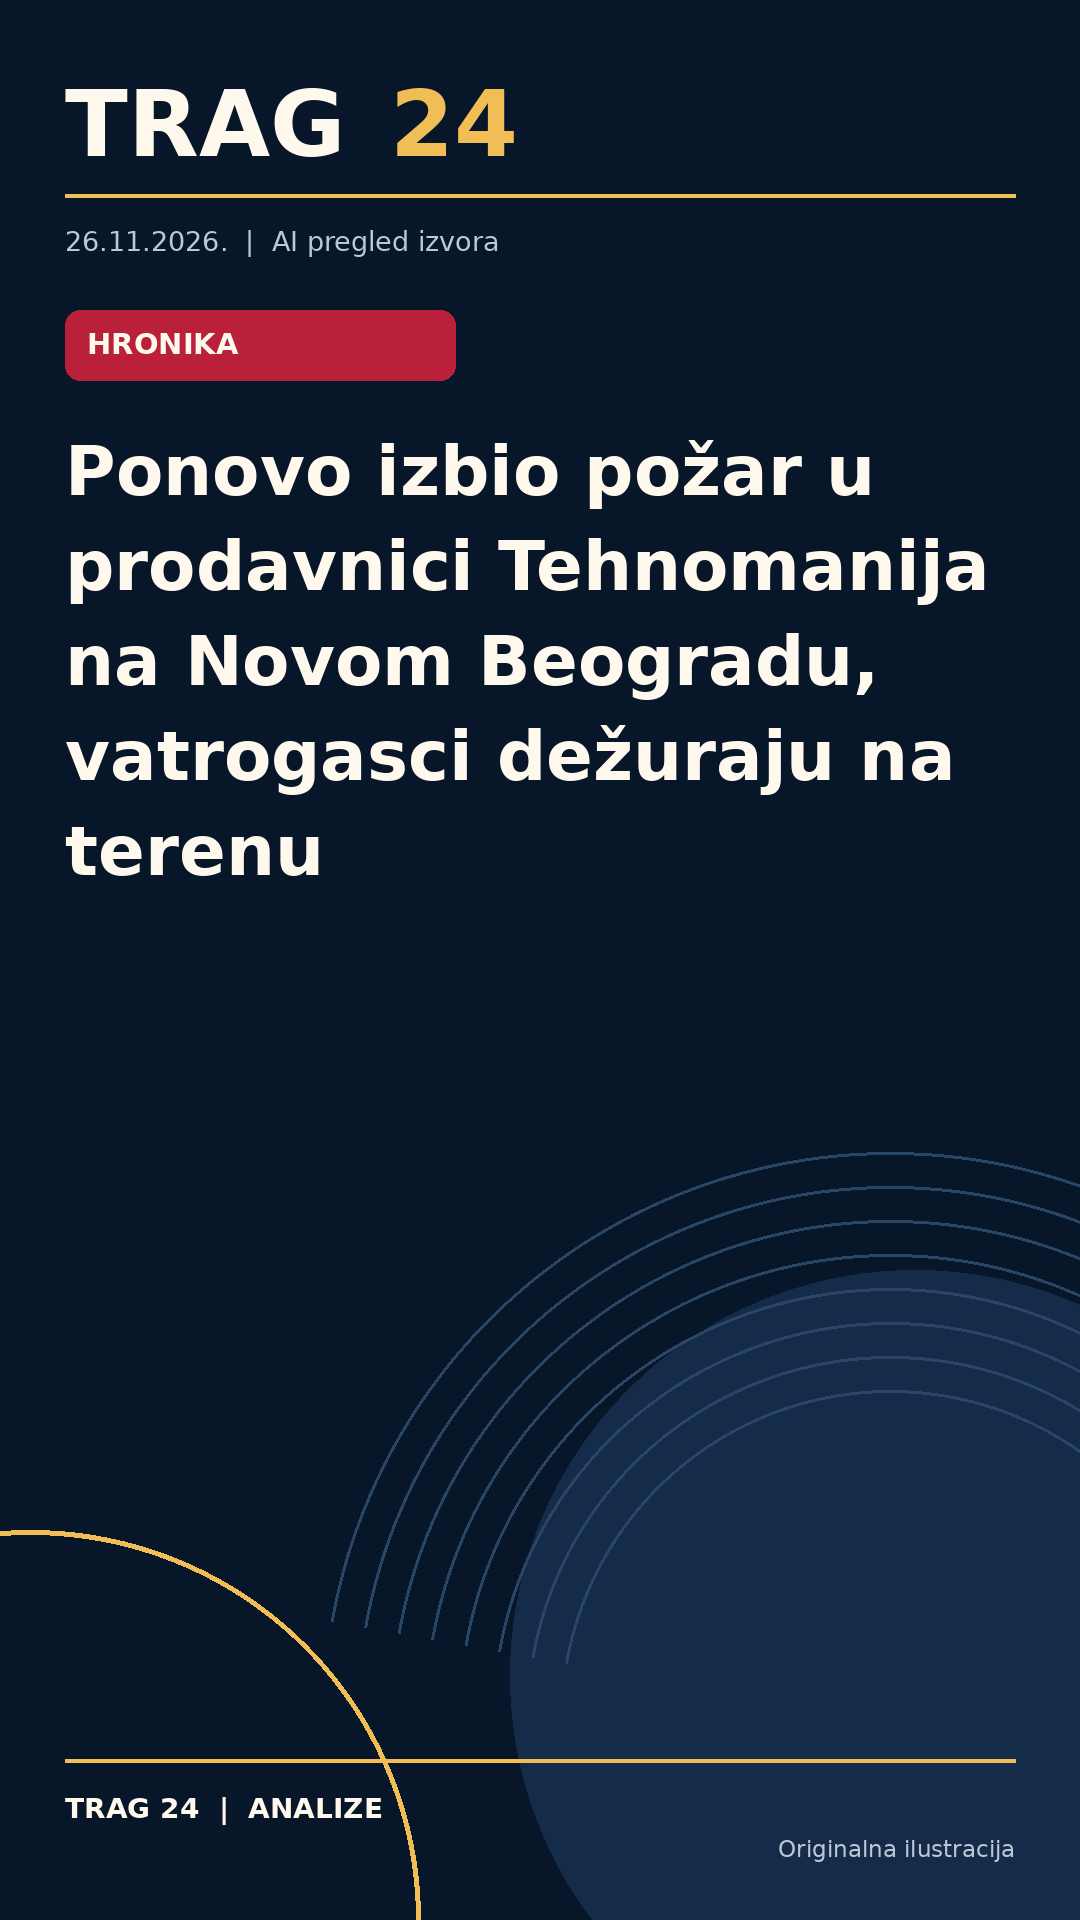 TRAG 24
26.11.2026. | AI pregled izvora
HRONIKA
Ponovo izbio požar u
prodavnici Tehnomanija
na Novom Beogradu,
vatrogasci dežuraju na
terenu
TRAG 24 | ANALIZE
Originalna ilustracija